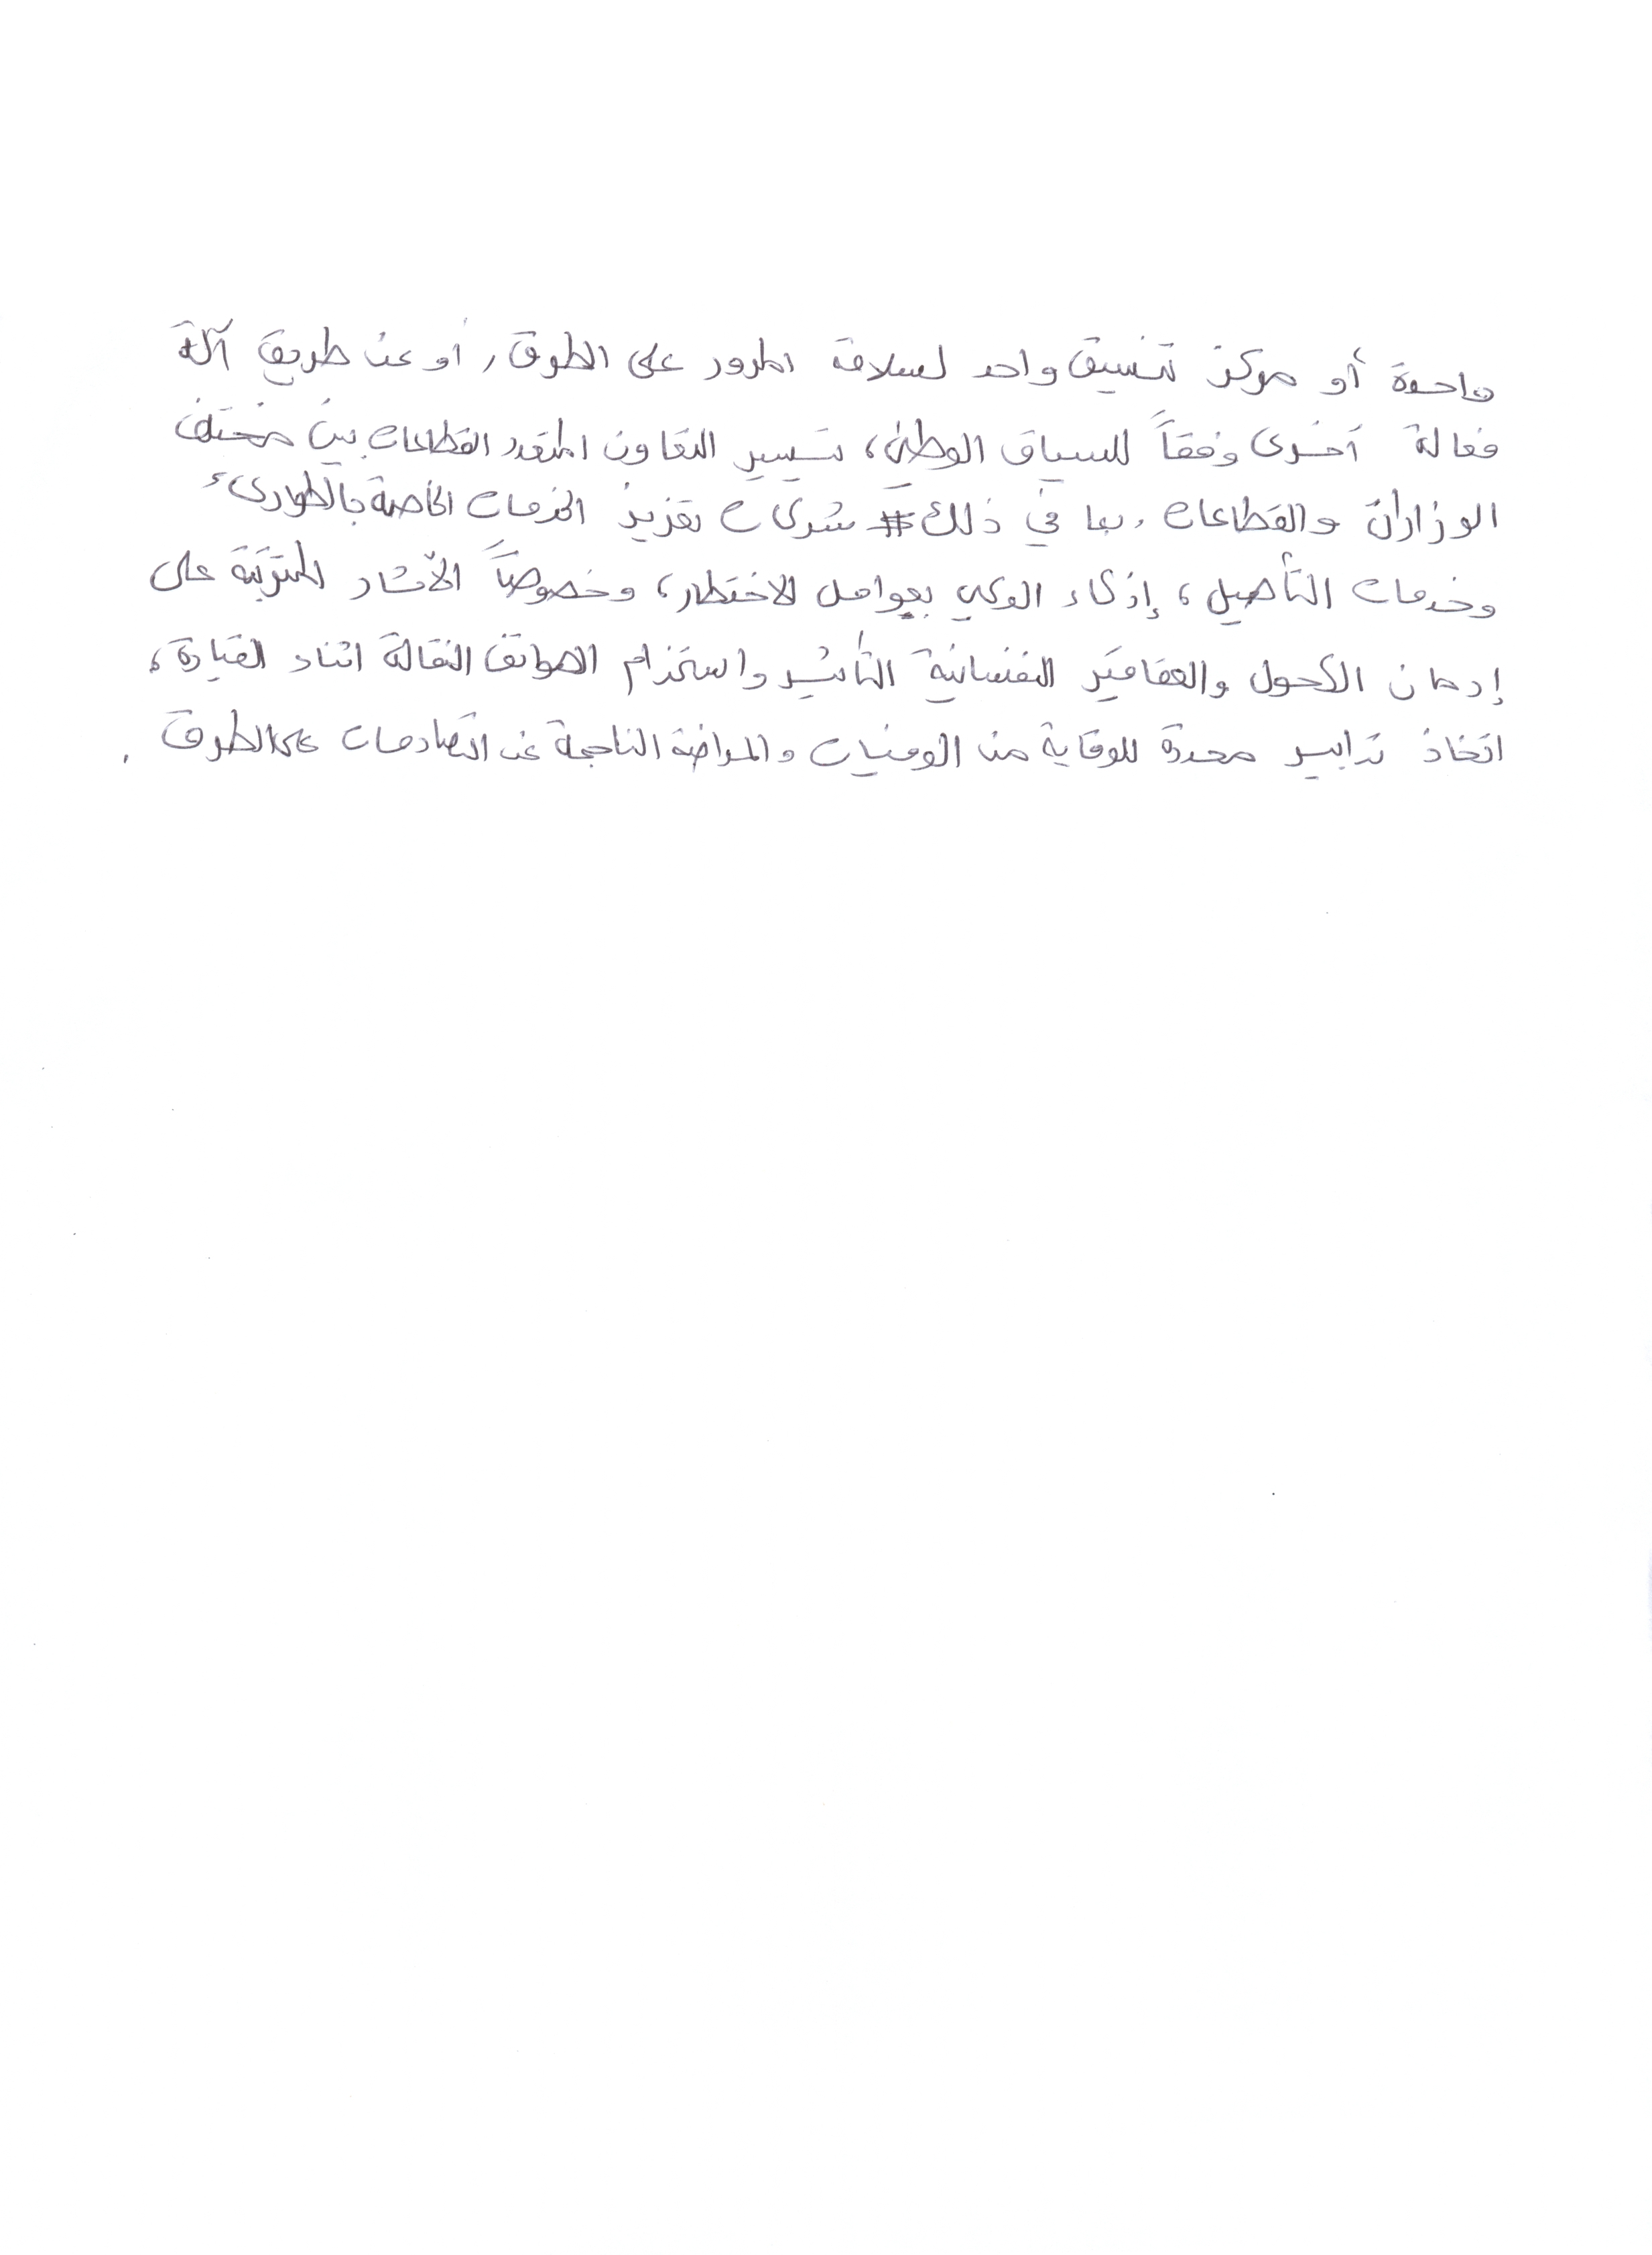 واحدة أو مركز تنسيق واحد لسلامة المرور على الطرق، أو عن طريق آلة
فعالة أخرى وفقاً للسياق الوطني، تيسير التعاون المتعدد القطاعات بين مختلف
الوزارات والقطاعات، بما في ذلك شركات تعزيز الخدمات الخاصة بالطوارئ
وخدمات التأهيل، إذكاء الوعي بعوامل الاختطار، وخصوصاً الآثار المترتبة على
إدمان الكحول والعقاقير النفسانية التأثير واستخدام الهواتف النقالة اثناء القيادة،
اتخاذ تدابير محددة للوقاية من الوفيات والمراضة الناجمة عن التصادمات على الطرق.